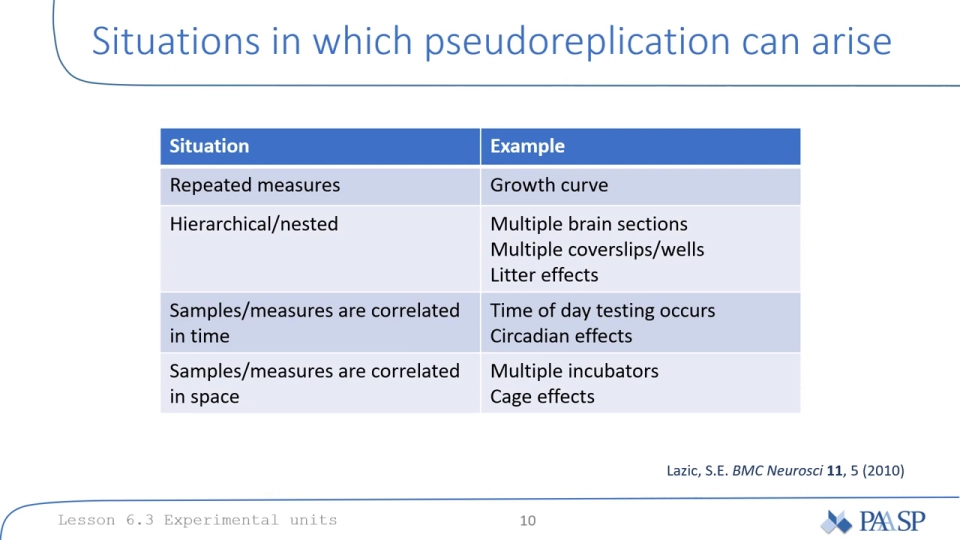 Situations in which pseudoreplication can arise
Situation
Example
Repeated measures
Growth curve
Hierarchical/nested
Multiple brain sections
Multiple coverslips/wells
Litter effects
Samples/measures are correlated
in time
Time of day testing occurs
Circadian effects
Samples/measures are correlated
in space
Multiple incubators
Cage effects
Lazic, S.E. BMC Neurosci 11, 5 (2010)
Lesson 6.3 Experimental units
10
PAASP